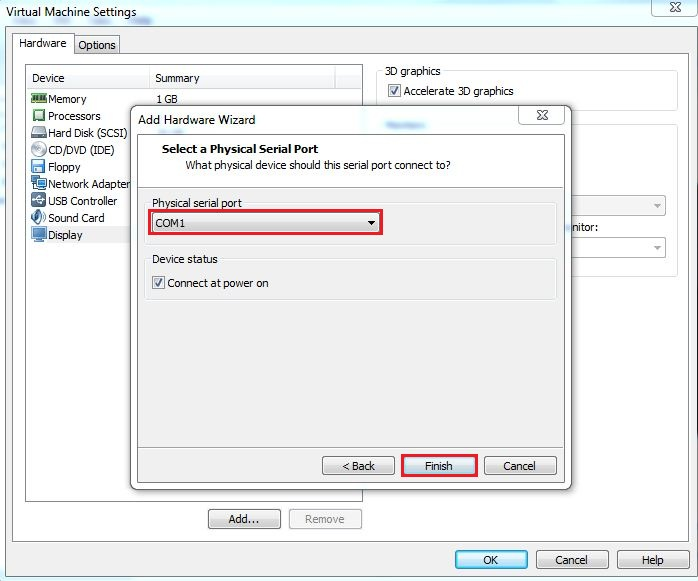 Virtual Machine Settings
Hardware
Options
Device
Summary
Memory
1 GB
Processors
Hard Disk (SCSI)
CD/DVD (IDE)
Floppy
Network Adapter
USB Controller
Sound Card
Display
3D graphics
Accelerate 3D graphics
nitor:
Add Hardware Wizard
Select a Physical Serial Port
What physical device should this serial port connect to?
Physical serial port
COM1
Device status
Connect at power on
< Back
Finish
Cancel
Add...
Remove
OK
Cancel
Help